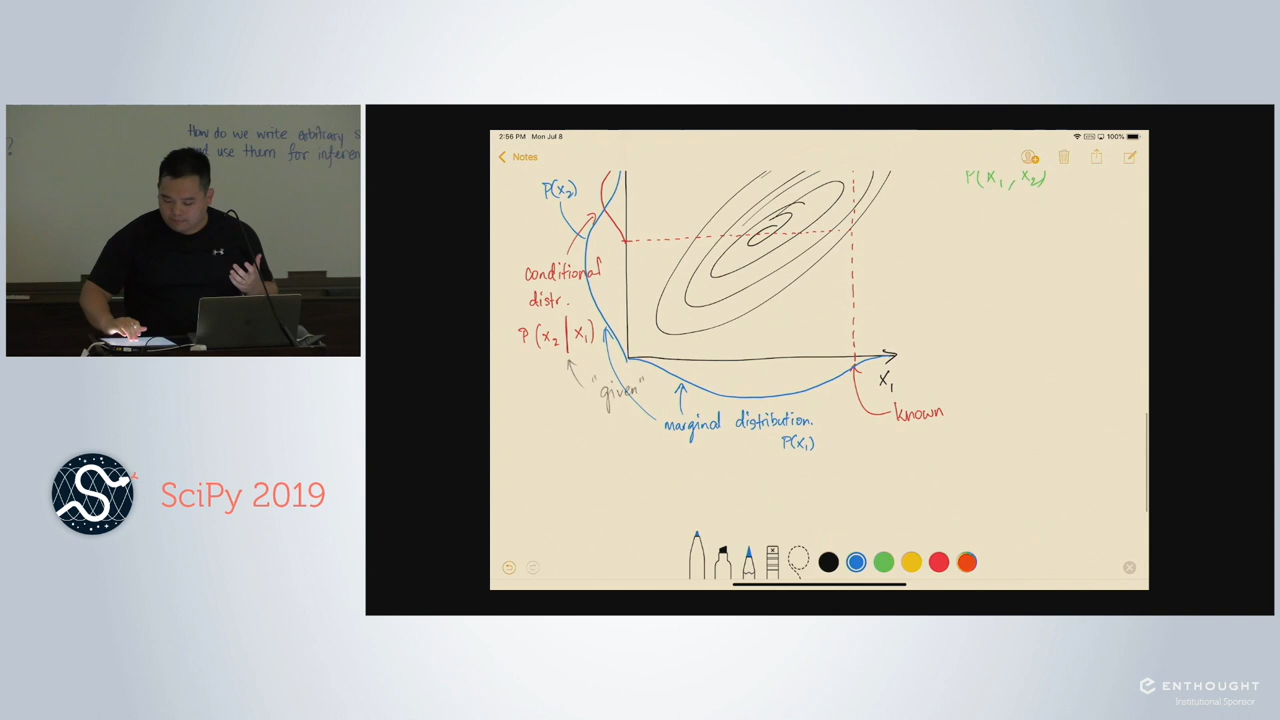 ?
How do we write arbitrary s
and use them for inferen
SciPy 2019
2:56 PM Mon Jul 8
100%
Notes
P(x₂)
P(x₁, x₂)
conditional
distr.
P(x₂ | x₁)
"given"
x₁
known
marginal distribution.
P(x₁)
ENTHOUGHT
Institutional Sponsor